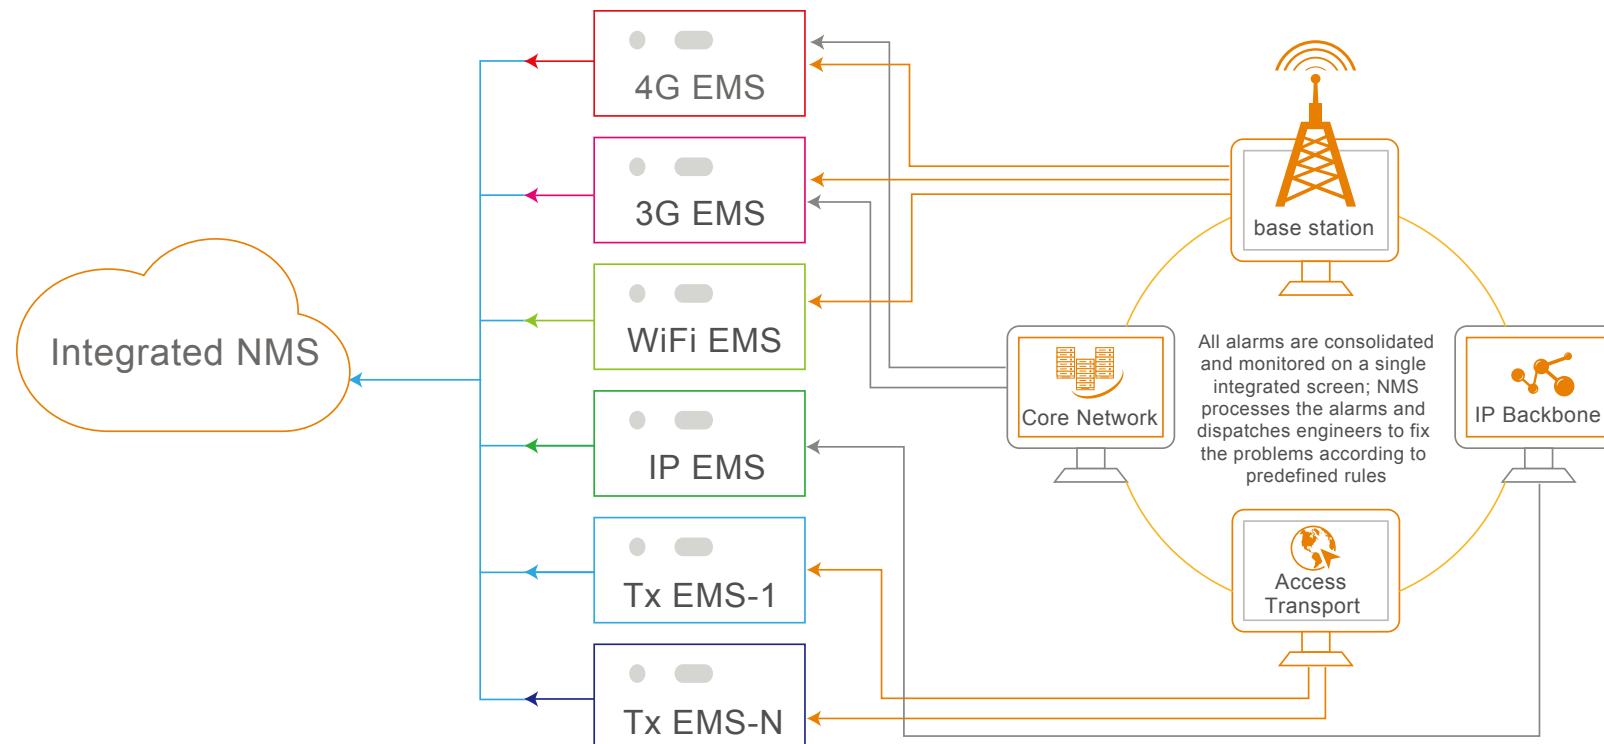 4G EMS
3G EMS
WiFi EMS
IP EMS
Tx EMS-1
Tx EMS-N
Integrated NMS
base station
Core Network
All alarms are consolidated
and monitored on a single
integrated screen; NMS
processes the alarms and
dispatches engineers to fix
the problems according to
predefined rules
IP Backbone
Access
Transport